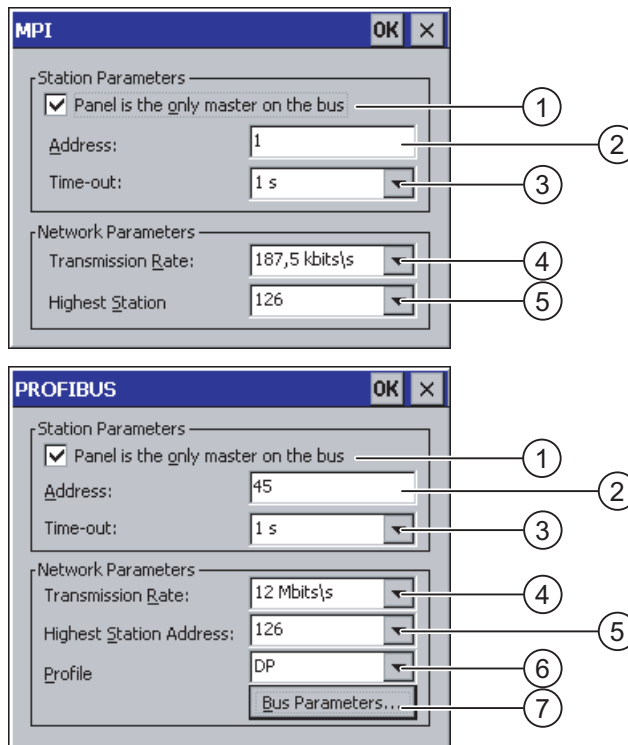 MPI OK ×
Station Parameters
Panel is the only master on the bus 1
Address: 1 2
Time-out: 1 s 3
Network Parameters
Transmission Rate: 187,5 kbits\s 4
Highest Station 126 5
PROFIBUS OK ×
Station Parameters
Panel is the only master on the bus 1
Address: 45 2
Time-out: 1 s 3
Network Parameters
Transmission Rate: 12 Mbits\s 4
Highest Station Address: 126 5
Profile DP 6
Bus Parameters... 7